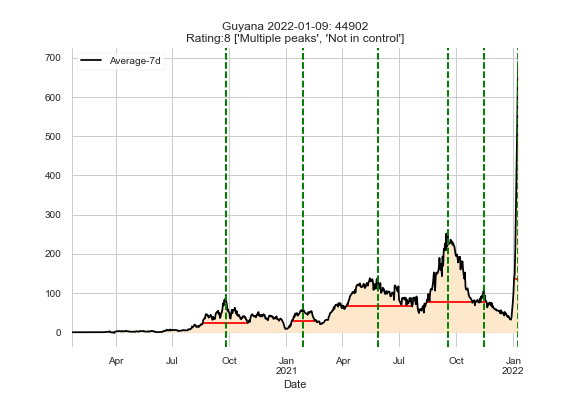 Guyana 2022-01-09: 44902
Rating:8 ['Multiple peaks', 'Not in control']
Average-7d
700
600
500
400
300
200
100
0
Apr Jul Oct Jan Apr Jul Oct Jan
2021 2022
Date